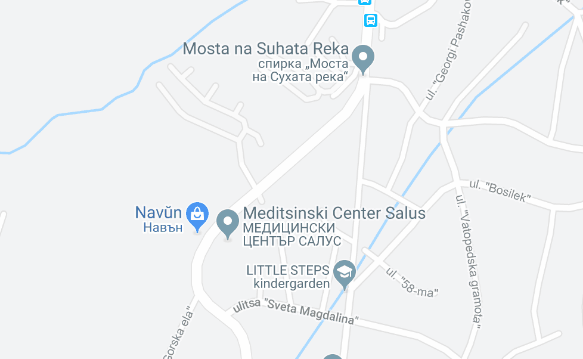 Mosta na Suhata Reka
спирка „Моста
на Сухата река“
ul. "Georgi Pashako
ul. "Bosilek"
Navŭn
Навън
Meditsinski Center Salus
МЕДИЦИНСКИ
ЦЕНТЪР САЛУС
ul. "Vatopedska gramota"
LITTLE STEPS
kindergarden
ul. "58-ma"
ulitsa "Sveta Magdalina"
gorska ela"